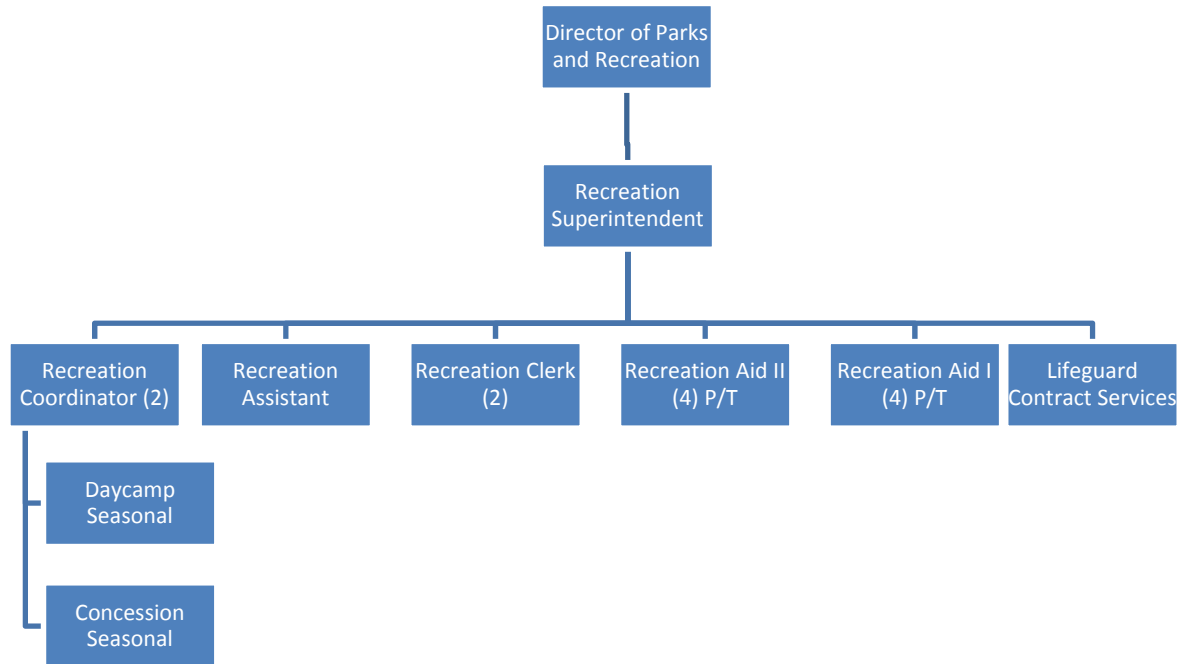 Director of Parks
and Recreation
Recreation
Superintendent
Recreation
Coordinator (2)
Recreation
Assistant
Recreation Clerk
(2)
Recreation Aid II
(4) P/T
Recreation Aid I
(4) P/T
Lifeguard
Contract Services
Daycamp
Seasonal
Concession
Seasonal